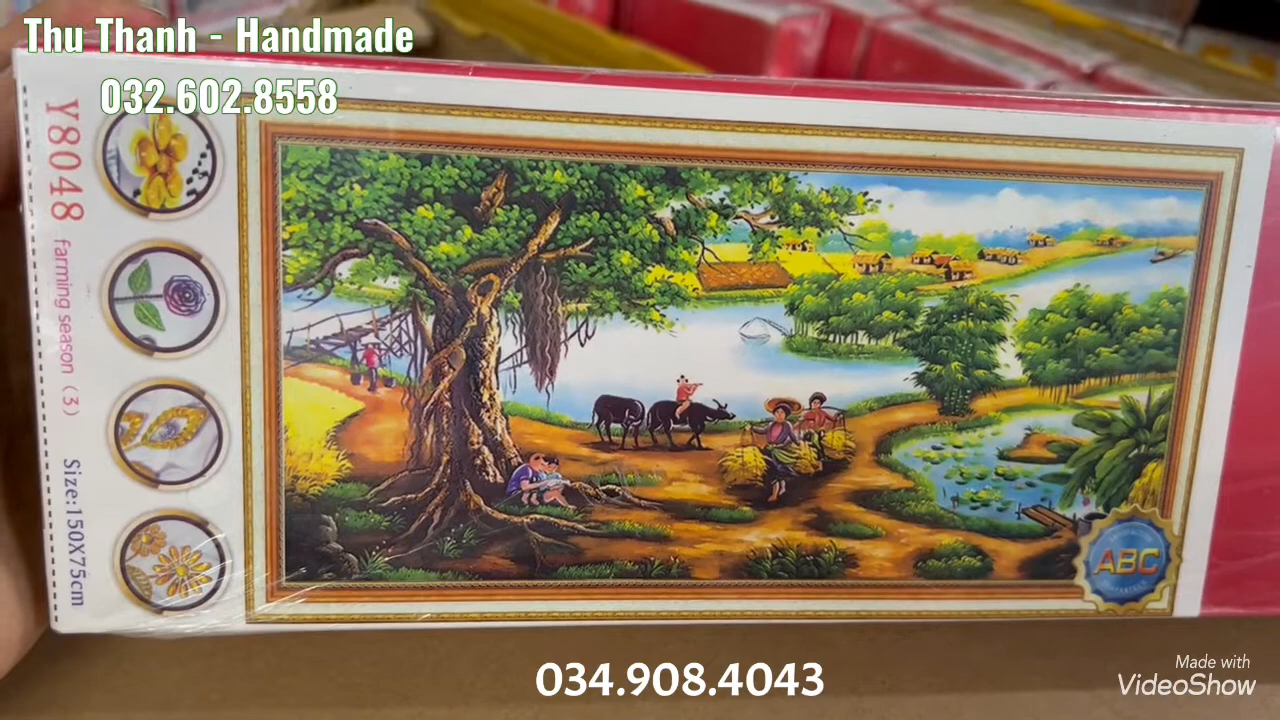 Thu Thanh - Handmade
032.602.8558
Y8048 farming season (3) Size:150X75cm
ABC
034.908.4043
Made with
VideoShow